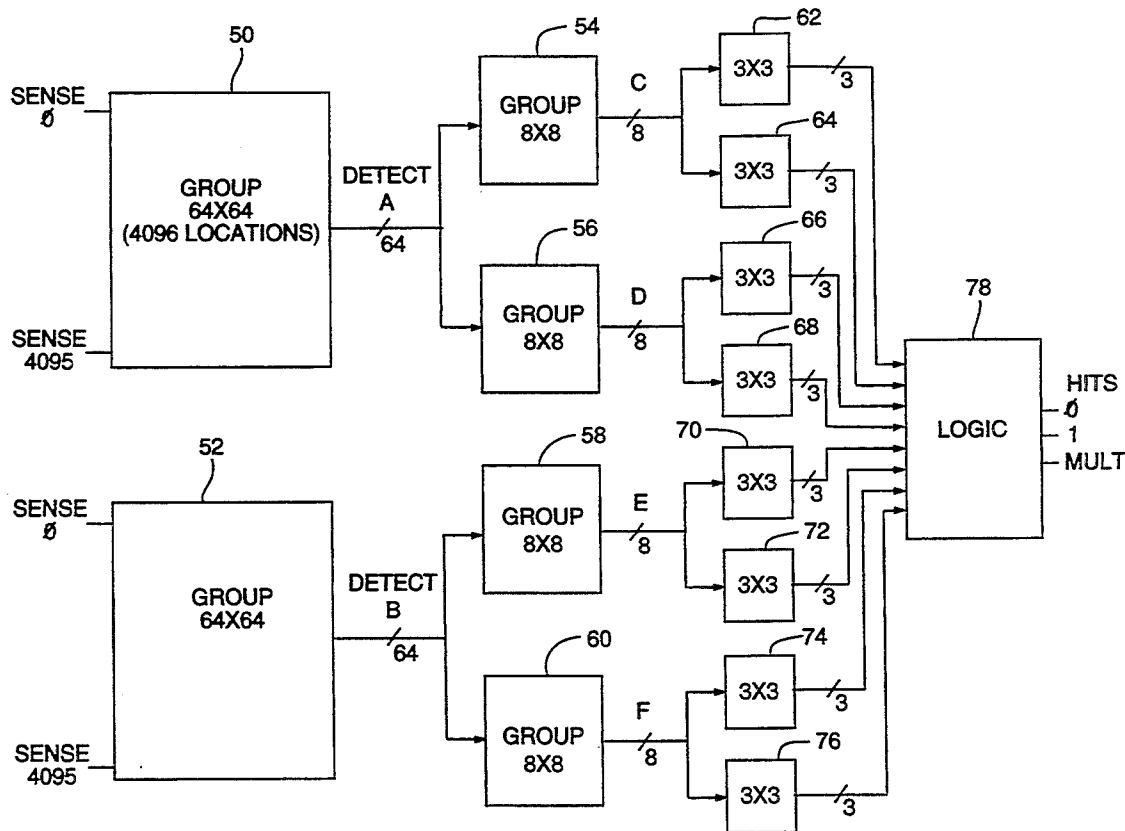 50
SENSE
0
GROUP
64X64
(4096 LOCATIONS)
SENSE
4095
DETECT
A
64
54
GROUP
8X8
C
8
56
GROUP
8X8
D
8
62
3X3
3
64
3X3
3
66
3X3
3
68
3X3
3
52
SENSE
0
GROUP
64X64
SENSE
4095
DETECT
B
64
58
GROUP
8X8
E
8
60
GROUP
8X8
F
8
70
3X3
3
72
3X3
3
74
3X3
3
76
3X3
3
78
LOGIC
HITS
0
1
MULT